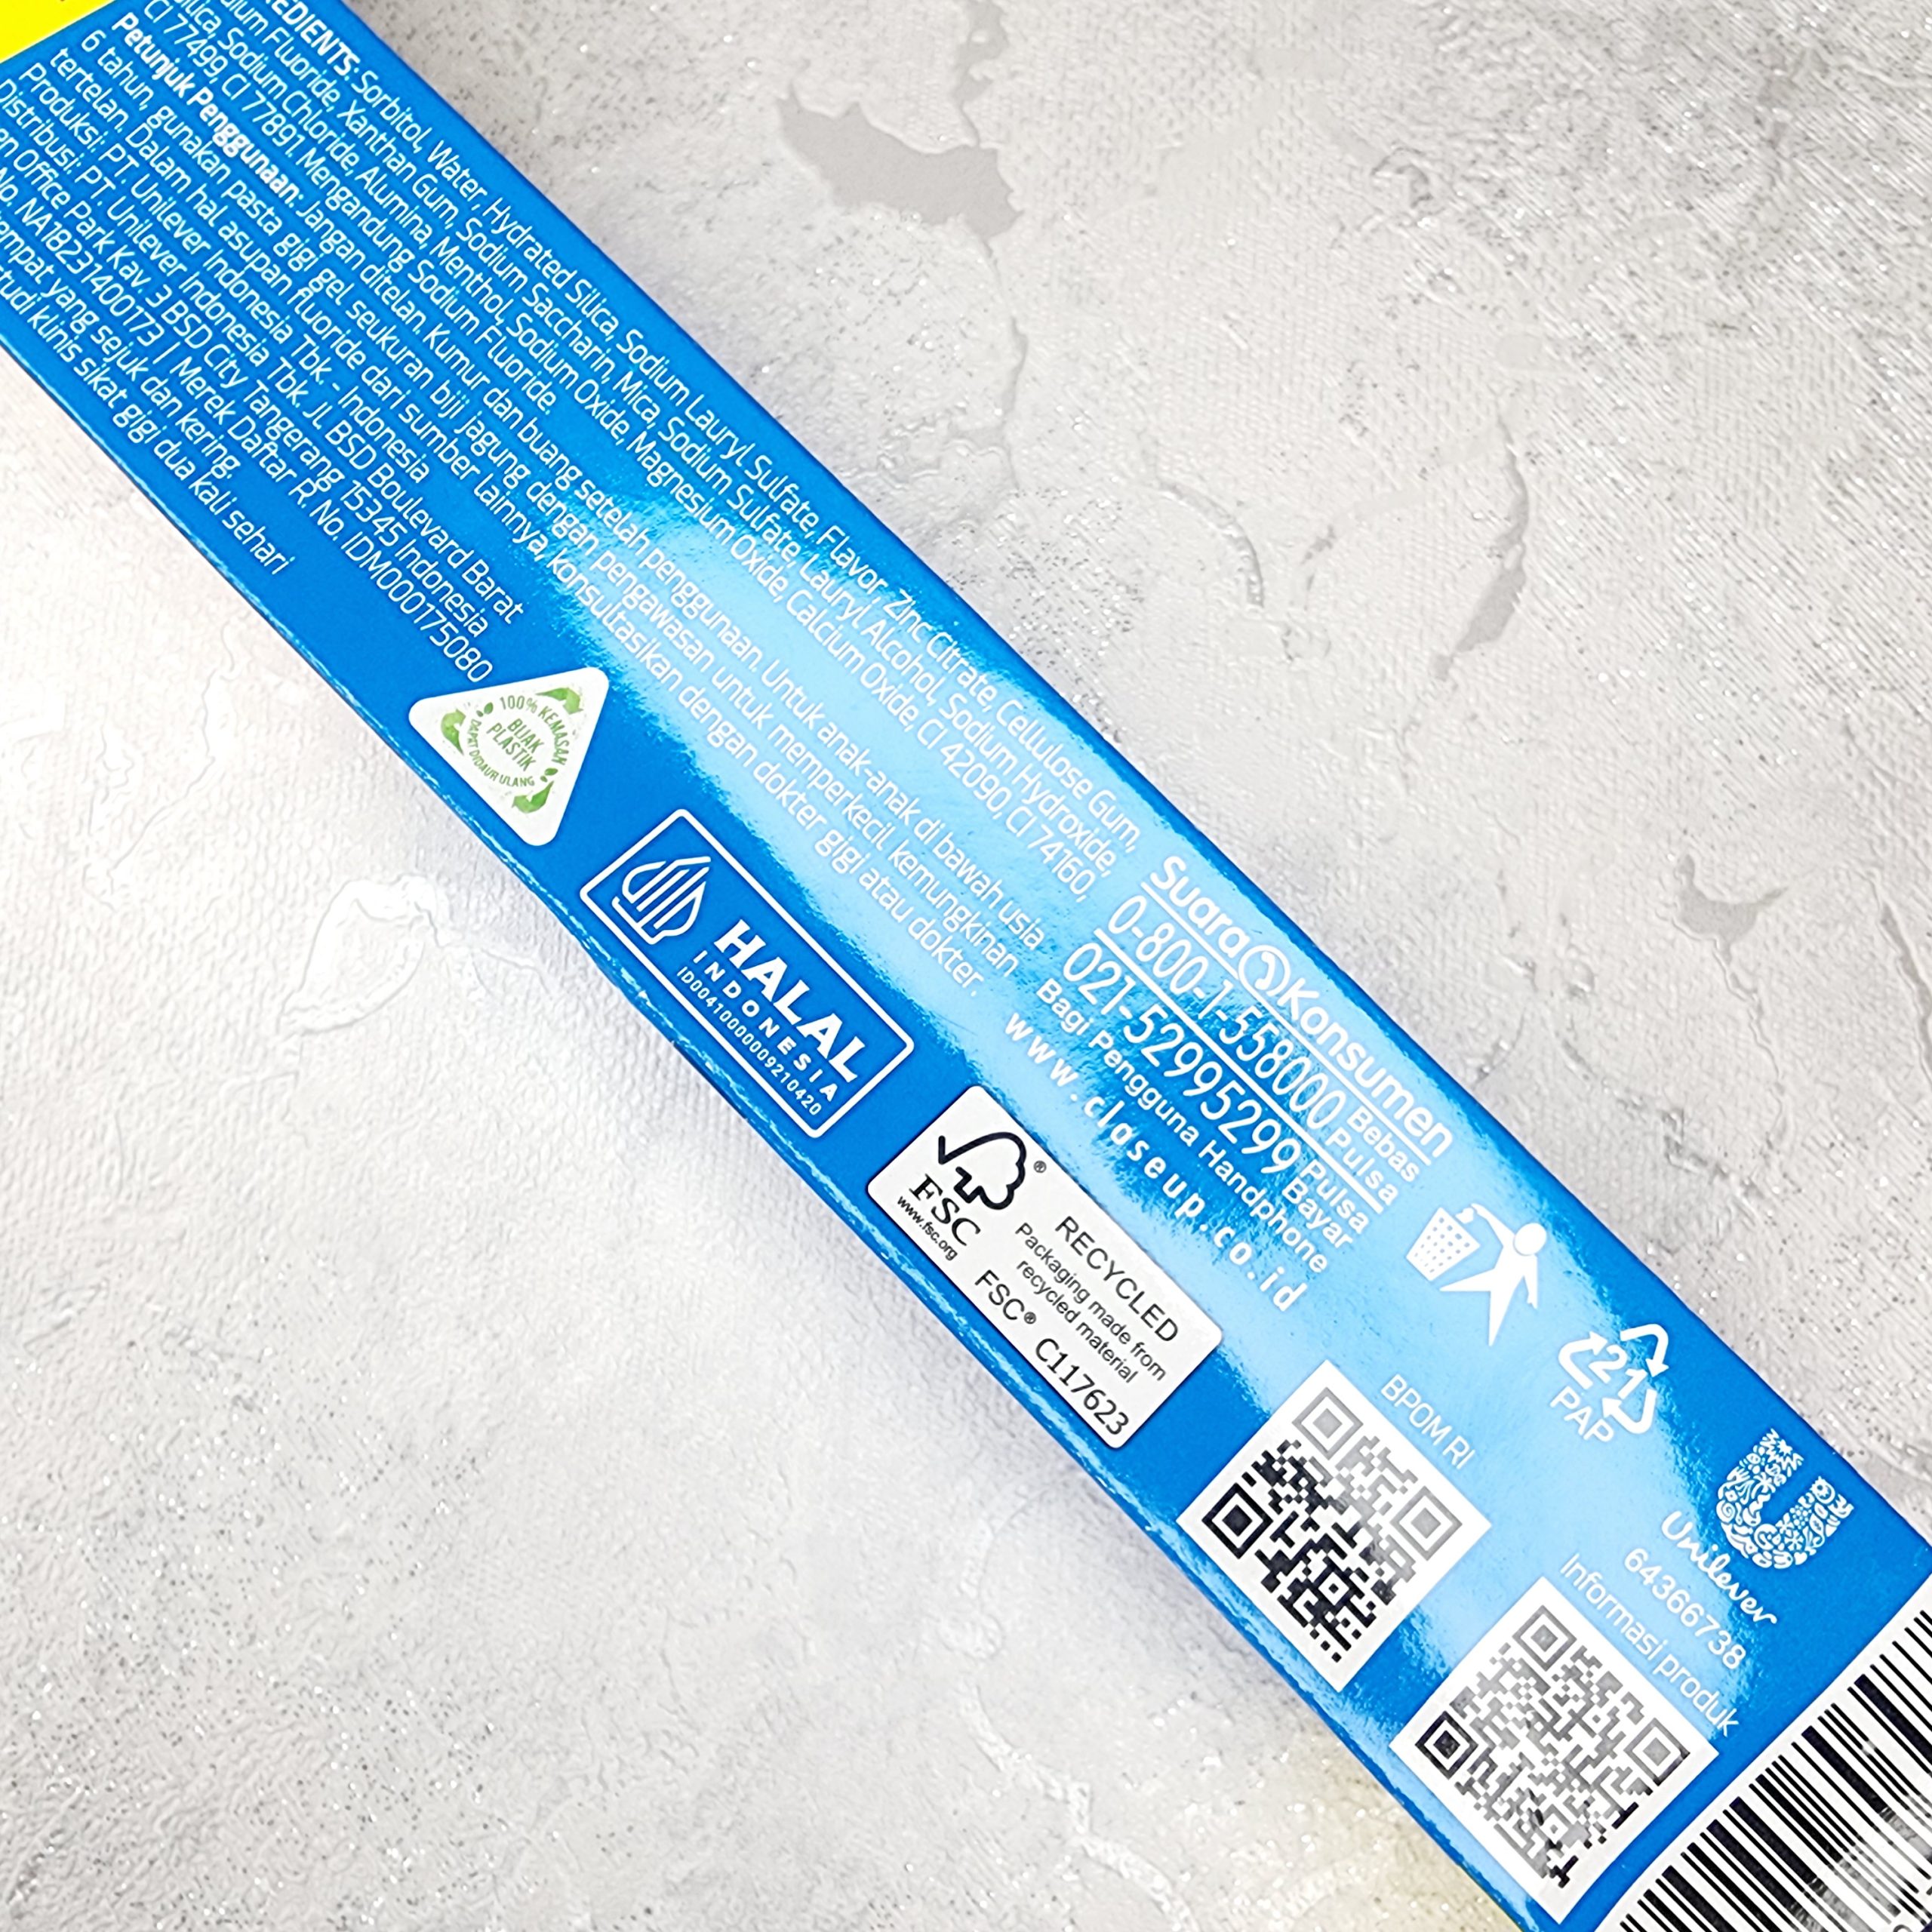 EDIENTS: Sorbitol, Water, Hydrated Silica, Sodium Lauryl Sulfate, Flavor, Zinc Citrate, Cellulose Gum,
Fluoride, Xanthan Gum, Sodium Saccharin, Mica, Sodium Sulfate, Lauryl Alcohol, Sodium Hydroxide,
Sodium Chloride, Alumina, Menthol, Sodium Oxide, Magnesium Oxide, Calcium Oxide, CI 42090, CI 74160,
CI 77499, CI 77891. Mengandung Sodium Fluoride.
Petunjuk Penggunaan: Jangan ditelan. Kumur dan buang setelah penggunaan. Untuk anak-anak di bawah usia
6 tahun, gunakan pasta gigi gel seukuran biji jagung dengan pengawasan untuk memperkecil kemungkinan
tertelan. Dalam hal asupan fluoride dari sumber lainnya, konsultasikan dengan dokter gigi atau dokter.
Produksi: PT. Unilever Indonesia Tbk. - Indonesia
Distribusi: PT. Unilever Indonesia Tbk. Jl. BSD Boulevard Barat
Office Park Kav. 3 BSD City Tangerang 15345 Indonesia
No. NA18231400173 | Merek Daftar R. No. IDM000175080
yang sejuk dan kering.
klinis sikat gigi dua kali sehari
100% KEMASAN
BIJAK
PLASTIK
DAPAT DIDAUR ULANG
HALAL
INDONESIA
ID00410000009210420
Suara Konsumen
0-800-1-558000 Bebas Pulsa
021-52995299 Pulsa Bayar
Bagi Pengguna Handphone
www.closeup.co.id
FSC
www.fsc.org
RECYCLED
Packaging made from
recycled material
FSC® C117623
21
PAP
BPOM RI
Unilever
64366738
Informasi produk